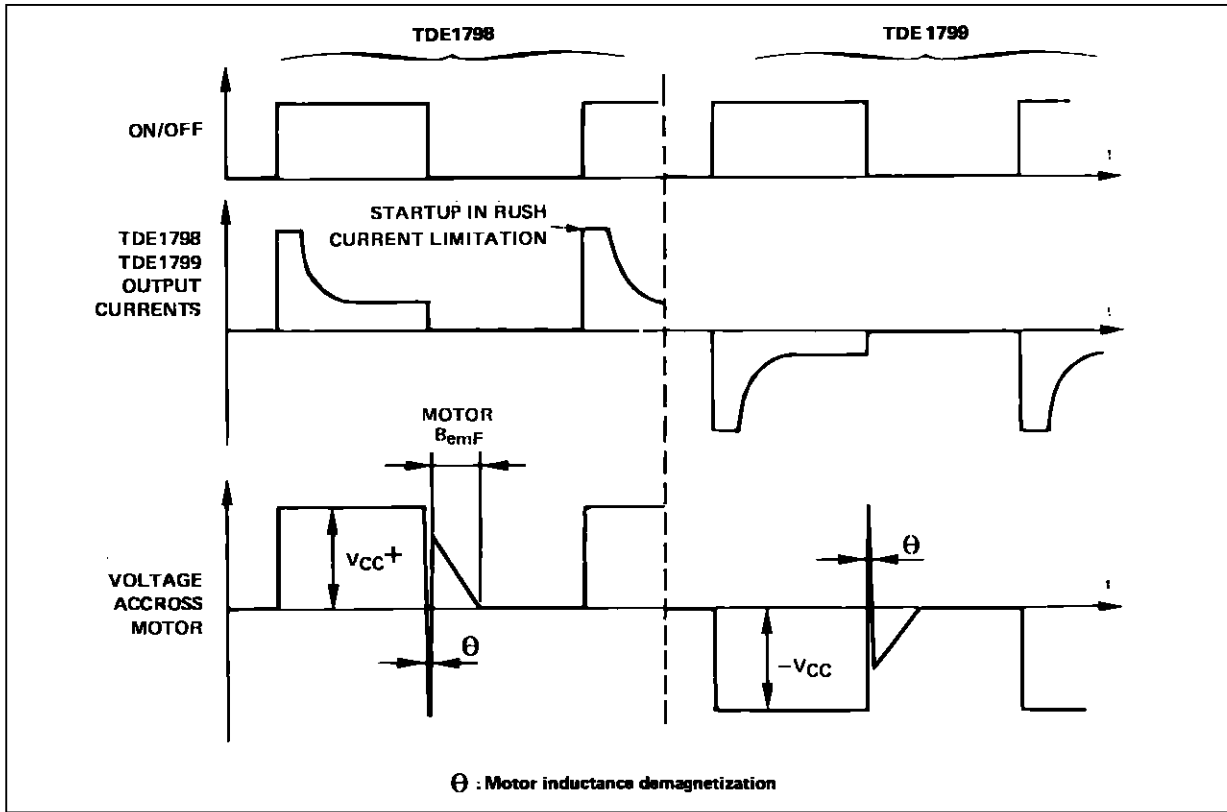 TDE1798
TDE 1799
ON/OFF
STARTUP IN RUSH
CURRENT LIMITATION
TDE1798
TDE1799
OUTPUT
CURRENTS
MOTOR
BemF
VCC+
θ
VOLTAGE
ACCROSS
MOTOR
θ
−VCC
θ : Motor inductance demagnetization